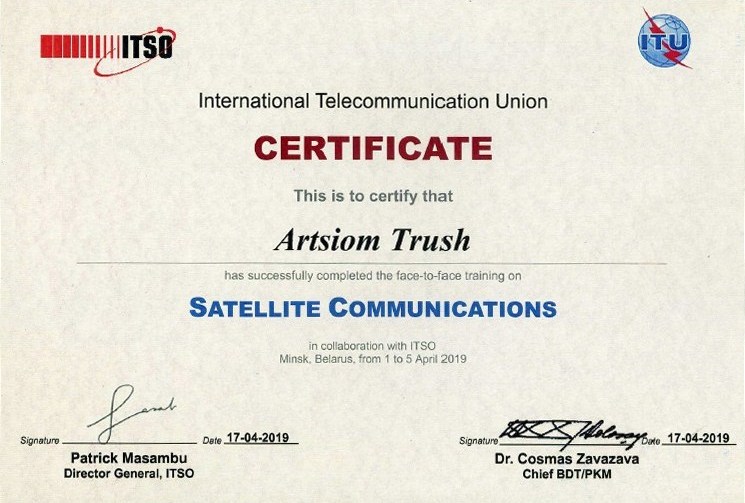 ITSO
ITU
International Telecommunication Union
CERTIFICATE
This is to certify that
Artsiom Trush
has successfully completed the face-to-face training on
SATELLITE COMMUNICATIONS
in collaboration with ITSO
Minsk, Belarus, from 1 to 5 April 2019
Signature Date 17-04-2019
Patrick Masambu
Director General, ITSO
Signature Date 17-04-2019
Dr. Cosmas Zavazava
Chief BDT/PKM